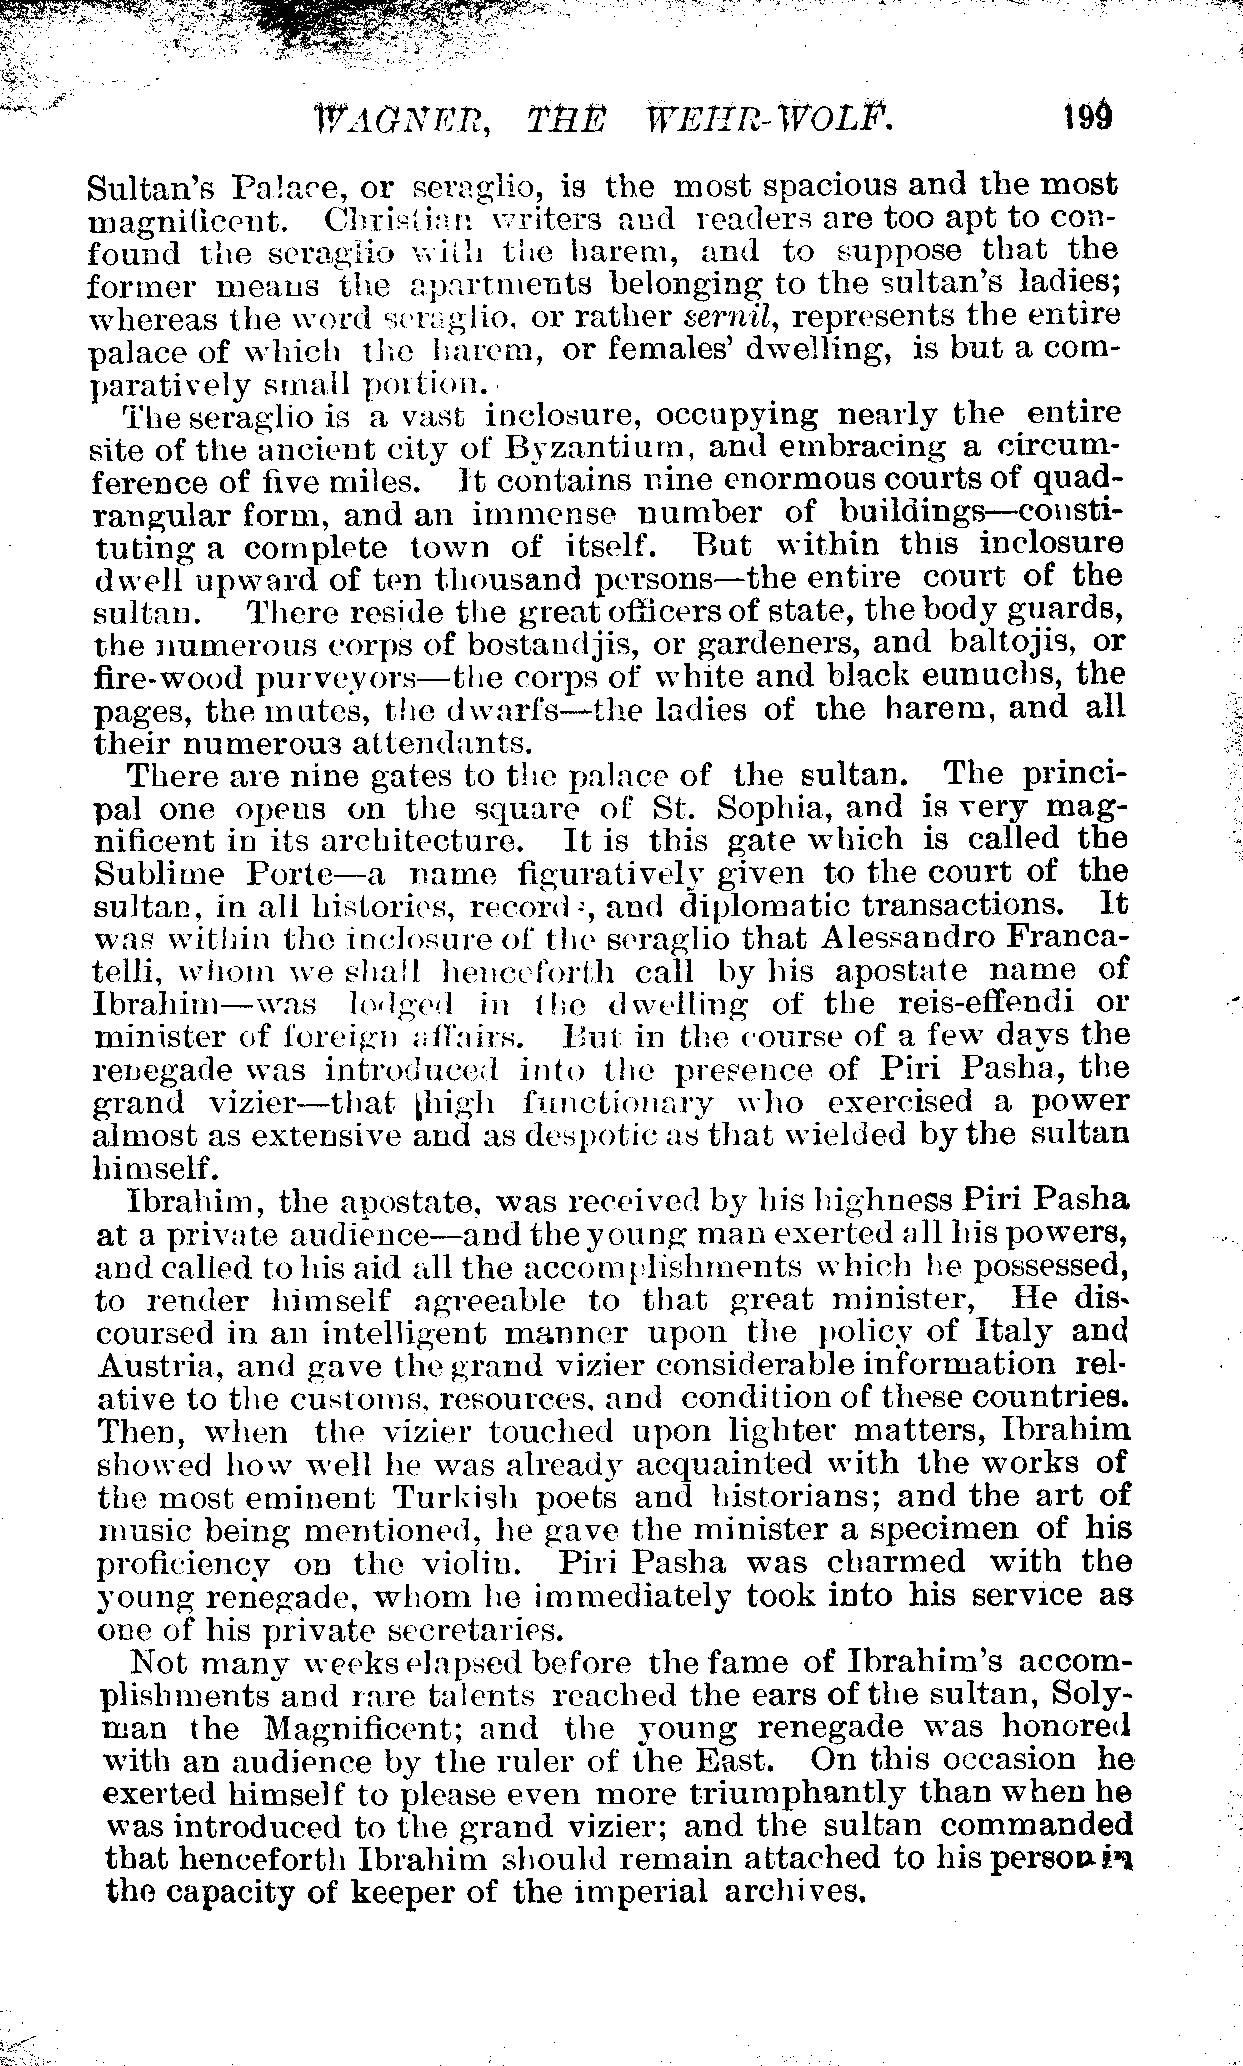 WAGNER, THE WEHR-WOLF. 199
Sultan's Palace, or seraglio, is the most spacious and the most
magnificent. Christian writers and readers are too apt to con-
found the seraglio with the harem, and to suppose that the
former means the apartments belonging to the sultan's ladies;
whereas the word seraglio, or rather sernil, represents the entire
palace of which the harem, or females' dwelling, is but a com-
paratively small portion.
The seraglio is a vast inclosure, occupying nearly the entire
site of the ancient city of Byzantium, and embracing a circum-
ference of five miles. It contains nine enormous courts of quad-
rangular form, and an immense number of buildings—consti-
tuting a complete town of itself. But within this inclosure
dwell upward of ten thousand persons—the entire court of the
sultan. There reside the great officers of state, the body guards,
the numerous corps of bostandjis, or gardeners, and baltojis, or
fire-wood purveyors—the corps of white and black eunuchs, the
pages, the mutes, the dwarfs—the ladies of the harem, and all
their numerous attendants.
There are nine gates to the palace of the sultan. The princi-
pal one opens on the square of St. Sophia, and is very mag-
nificent in its architecture. It is this gate which is called the
Sublime Porte—a name figuratively given to the court of the
sultan, in all histories, records, and diplomatic transactions. It
was within the inclosure of the seraglio that Alessandro Franca-
telli, whom we shall henceforth call by his apostate name of
Ibrahim—was lodged in the dwelling of the reis-effendi or
minister of foreign affairs. But in the course of a few days the
renegade was introduced into the presence of Piri Pasha, the
grand vizier—that high functionary who exercised a power
almost as extensive and as despotic as that wielded by the sultan
himself.
Ibrahim, the apostate, was received by his highness Piri Pasha
at a private audience—and the young man exerted all his powers,
and called to his aid all the accomplishments which he possessed,
to render himself agreeable to that great minister, He dis-
coursed in an intelligent manner upon the policy of Italy and
Austria, and gave the grand vizier considerable information rel-
ative to the customs, resources, and condition of these countries.
Then, when the vizier touched upon lighter matters, Ibrahim
showed how well he was already acquainted with the works of
the most eminent Turkish poets and historians; and the art of
music being mentioned, he gave the minister a specimen of his
proficiency on the violin. Piri Pasha was charmed with the
young renegade, whom he immediately took into his service as
one of his private secretaries.
Not many weeks elapsed before the fame of Ibrahim's accom-
plishments and rare talents reached the ears of the sultan, Soly-
man the Magnificent; and the young renegade was honored
with an audience by the ruler of the East. On this occasion he
exerted himself to please even more triumphantly than when he
was introduced to the grand vizier; and the sultan commanded
that henceforth Ibrahim should remain attached to his person in
the capacity of keeper of the imperial archives.